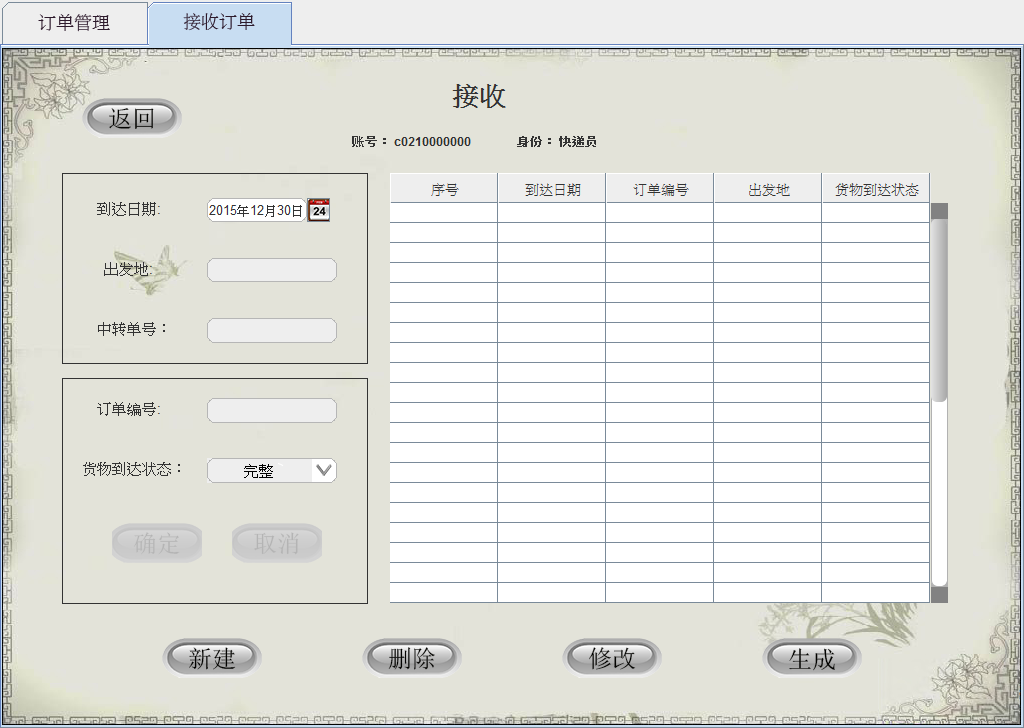 订单管理 接收订单
接收
返回
账号： c0210000000 身份： 快递员
到达日期: 2015年12月30日 24
出发地:
中转单号：
订单编号:
货物到达状态： 完整
确定 取消
序号 到达日期 订单编号 出发地 货物到达状态
新建 删除 修改 生成